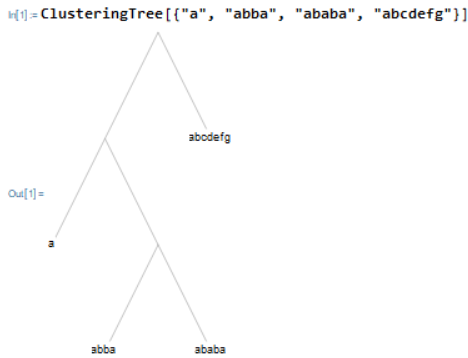 In[1]:= ClusteringTree[{"a", "abba", "ababa", "abcdefg"}]
abcdefg
Out[1]=
a
abba ababa